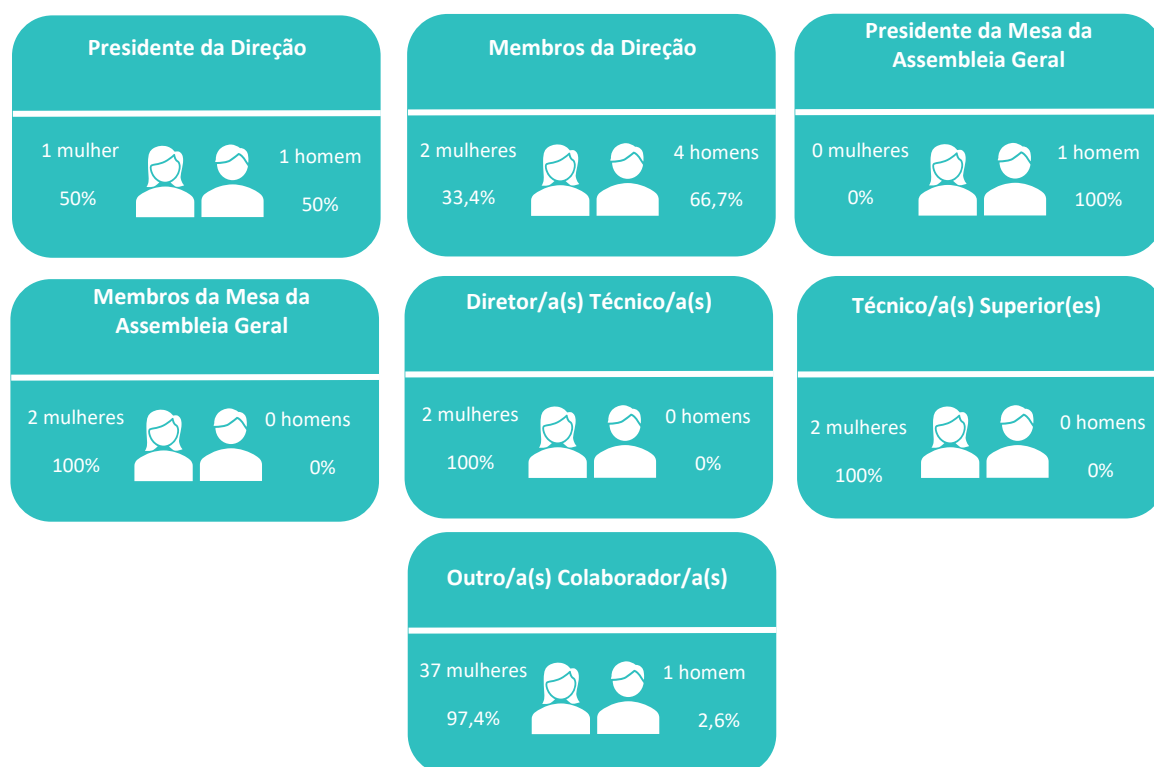 Presidente da Direção
1 mulher
50%
1 homem
50%
Membros da Direção
2 mulheres
33,4%
4 homens
66,7%
Presidente da Mesa da
Assembleia Geral
0 mulheres
0%
1 homem
100%
Membros da Mesa da
Assembleia Geral
2 mulheres
100%
0 homens
0%
Diretor/a(s) Técnico/a(s)
2 mulheres
100%
0 homens
0%
Técnico/a(s) Superior(es)
2 mulheres
100%
0 homens
0%
Outro/a(s) Colaborador/a(s)
37 mulheres
97,4%
1 homem
2,6%